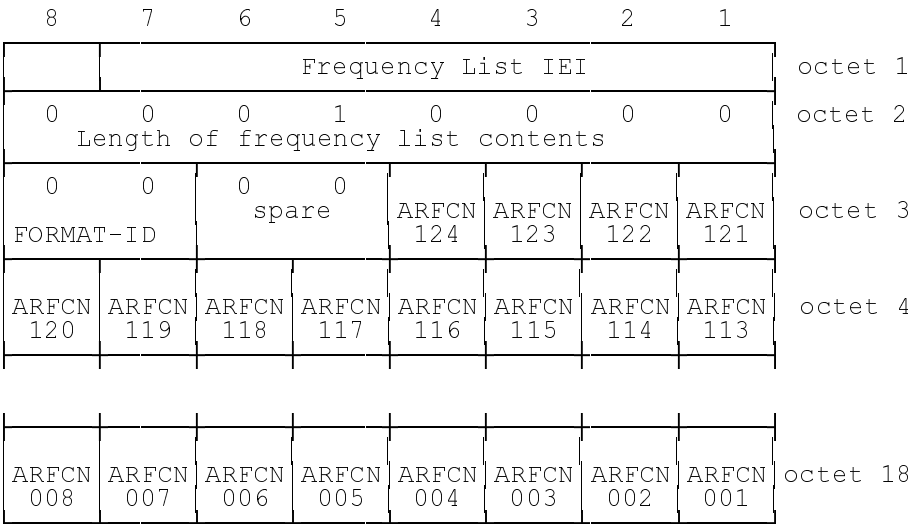 8 7 6 5 4 3 2 1
Frequency List IEI octet 1
0 0 0 1 0 0 0 0 octet 2
Length of frequency list contents
0 0 0 0
spare ARFCN ARFCN ARFCN ARFCN octet 3
FORMAT-ID 124 123 122 121
ARFCN ARFCN ARFCN ARFCN ARFCN ARFCN ARFCN ARFCN octet 4
120 119 118 117 116 115 114 113
ARFCN ARFCN ARFCN ARFCN ARFCN ARFCN ARFCN ARFCN octet 18
008 007 006 005 004 003 002 001